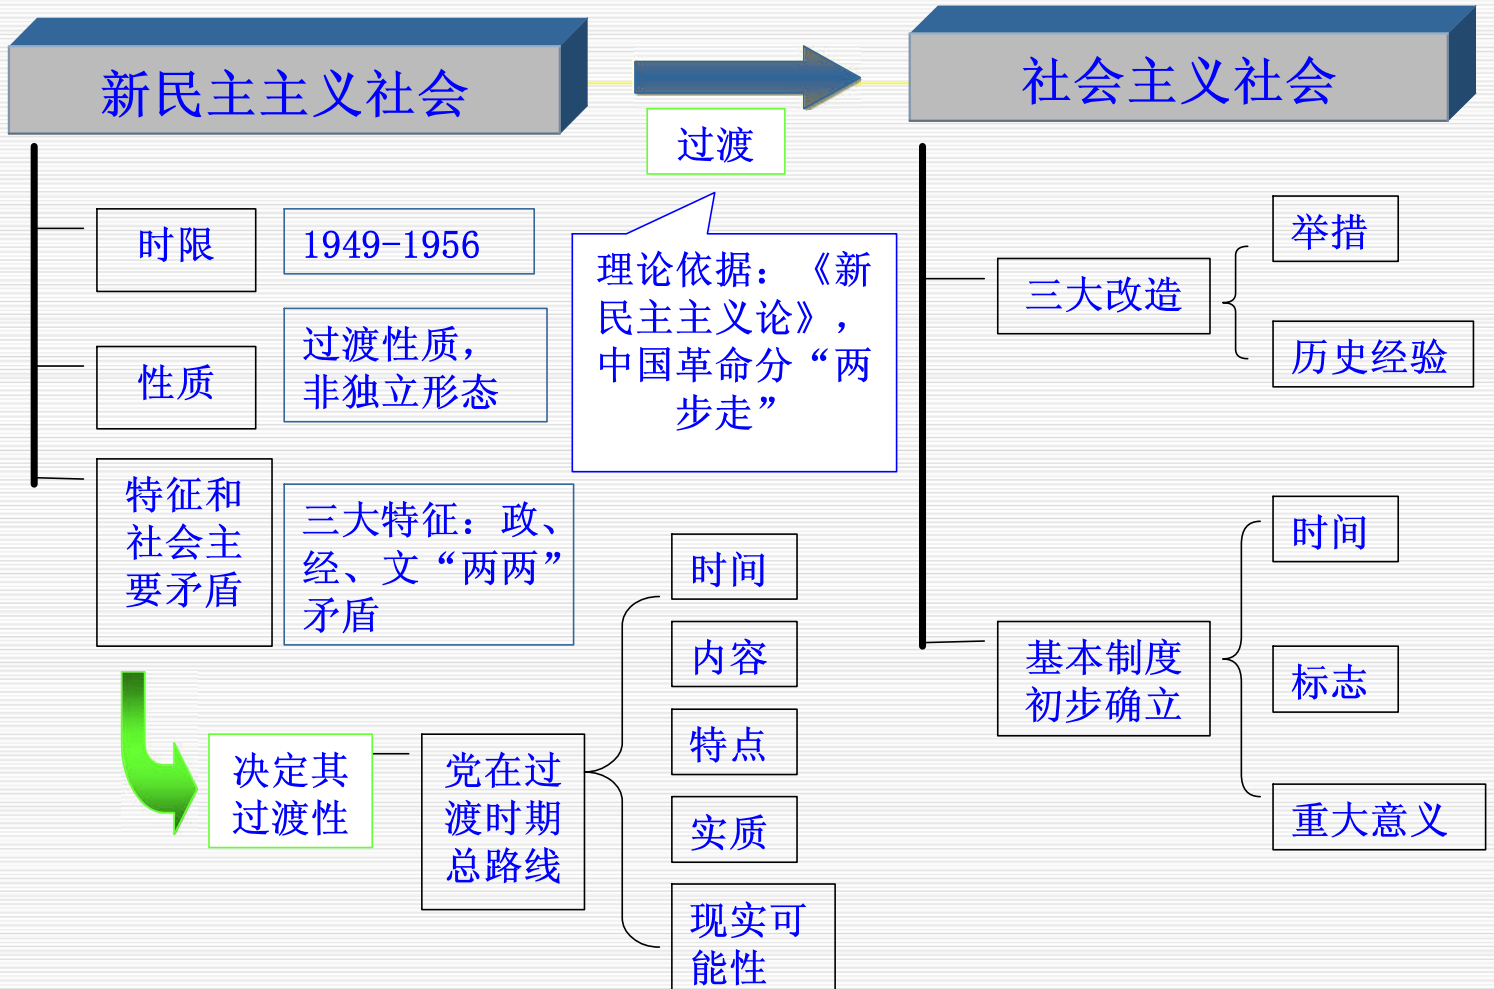 新民主主义社会
过渡
社会主义社会
时限
1949-1956
性质
过渡性质，
非独立形态
特征和
社会主
要矛盾
三大特征：政、
经、文“两两”
矛盾
理论依据：《新
民主主义论》，
中国革命分“两
步走”
决定其
过渡性
党在过
渡时期
总路线
时间
内容
特点
实质
现实可
能性
三大改造
举措
历史经验
基本制度
初步确立
时间
标志
重大意义